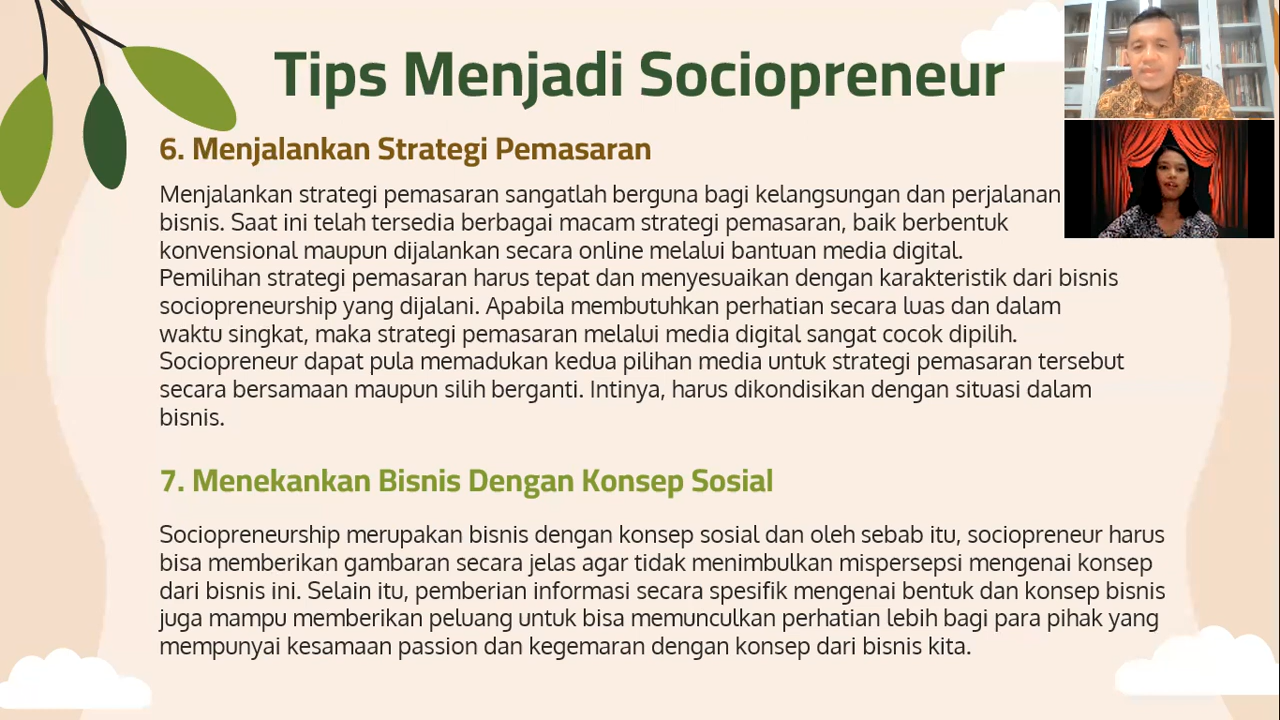 Tips Menjadi Sociopreneur
6. Menjalankan Strategi Pemasaran
Menjalankan strategi pemasaran sangatlah berguna bagi kelangsungan dan perjalanan
bisnis. Saat ini telah tersedia berbagai macam strategi pemasaran, baik berbentuk
konvensional maupun dijalankan secara online melalui bantuan media digital.
Pemilihan strategi pemasaran harus tepat dan menyesuaikan dengan karakteristik dari bisnis
sociopreneurship yang dijalani. Apabila membutuhkan perhatian secara luas dan dalam
waktu singkat, maka strategi pemasaran melalui media digital sangat cocok dipilih.
Sociopreneur dapat pula memadukan kedua pilihan media untuk strategi pemasaran tersebut
secara bersamaan maupun silih berganti. Intinya, harus dikondisikan dengan situasi dalam
bisnis.
7. Menekankan Bisnis Dengan Konsep Sosial
Sociopreneurship merupakan bisnis dengan konsep sosial dan oleh sebab itu, sociopreneur harus
bisa memberikan gambaran secara jelas agar tidak menimbulkan mispersepsi mengenai konsep
dari bisnis ini. Selain itu, pemberian informasi secara spesifik mengenai bentuk dan konsep bisnis
juga mampu memberikan peluang untuk bisa memunculkan perhatian lebih bagi para pihak yang
mempunyai kesamaan passion dan kegemaran dengan konsep dari bisnis kita.